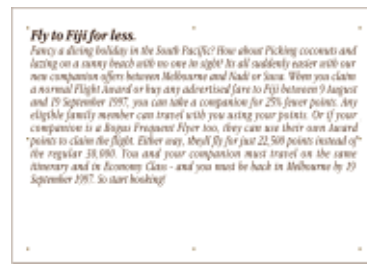 Fly to Fiji for less.
Fancy a diving holiday in the South Pacific? How about Picking coconuts and
lazing on a sunny beach with no one in sight! Its all suddenly easier with our
new companion offers between Melbourne and Nadi or Suva. When you claim
a normal Flight Award or buy any advertised fare to Fiji between 9 August
and 19 September 1997, you can take a companion for 25% fewer points. Any
eligible family member can travel with you using your points. Or if your
companion is a Bogus Frequent Flyer too, they can use their own Award
points to claim the flight. Either way, theyll fly for just 22,500 points instead of
the regular 30,000. You and your companion must travel on the same
itinerary and in Economy Class - and you must be back in Melbourne by 19
September 1997. So start booking!